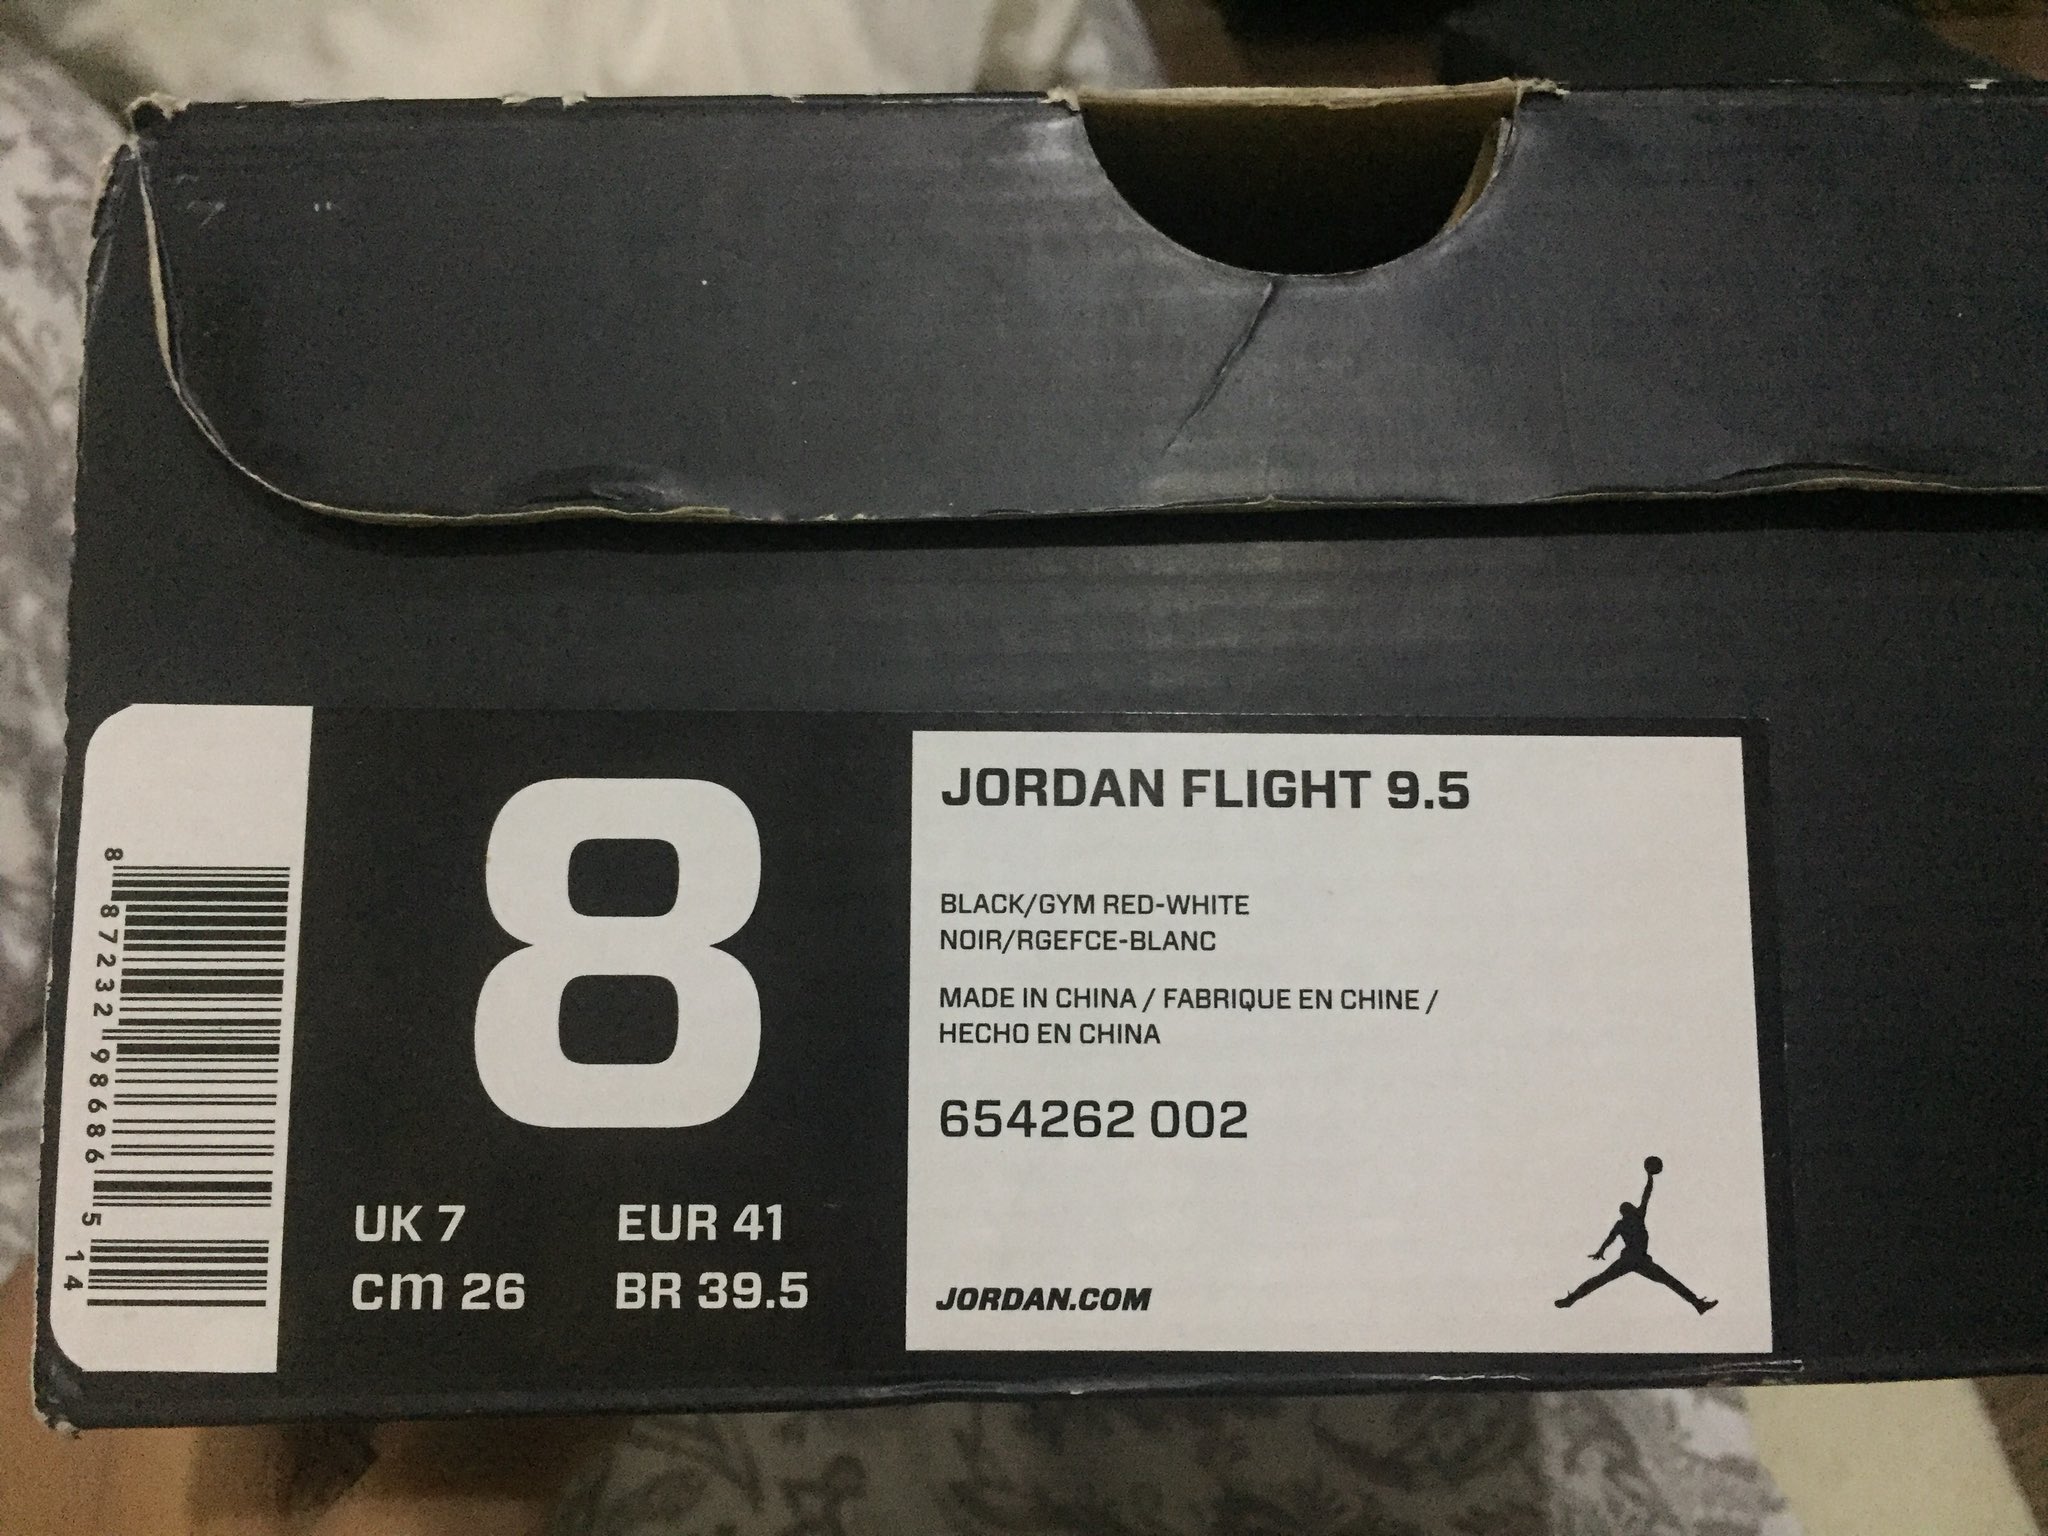 8 87232 98686 5 14
8
UK 7 EUR 41
cm 26 BR 39.5
JORDAN FLIGHT 9.5
BLACK/GYM RED-WHITE
NOIR/RGEFCE-BLANC
MADE IN CHINA / FABRIQUE EN CHINE /
HECHO EN CHINA
654262 002
JORDAN.COM